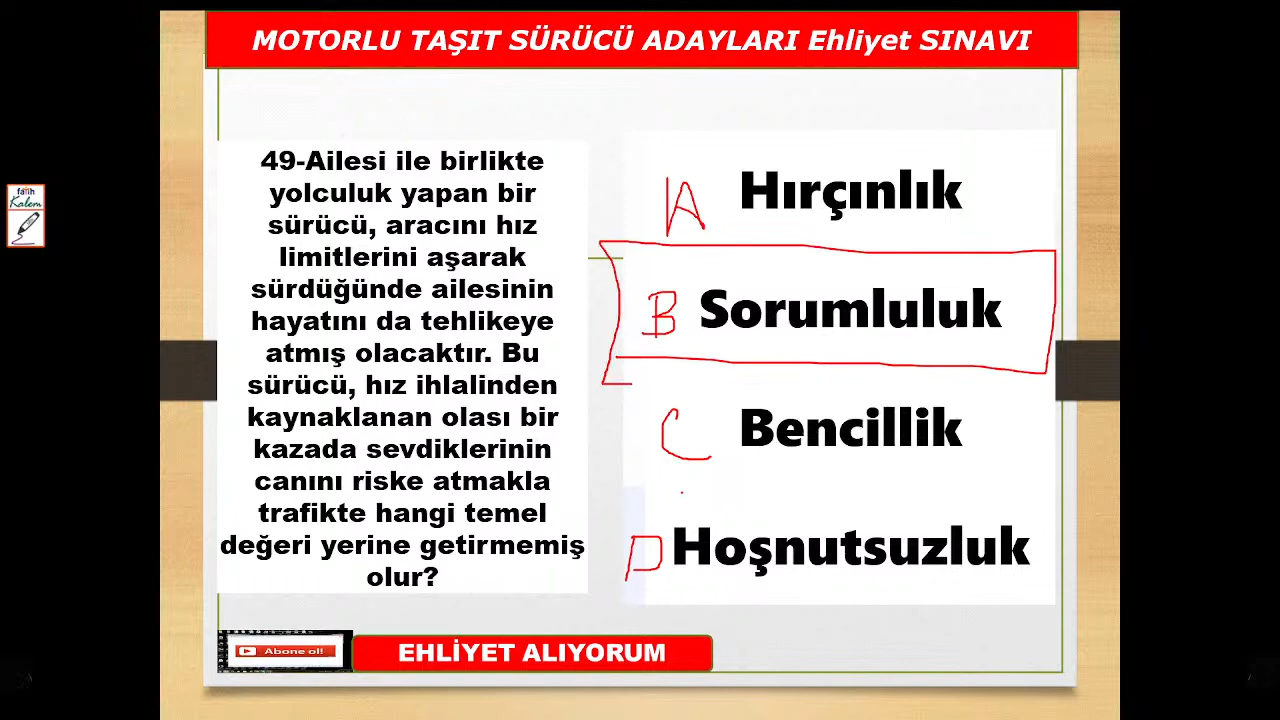 MOTORLU TAŞIT SÜRÜCÜ ADAYLARI Ehliyet SINAVI
fatih
Kalem
49-Ailesi ile birlikte
yolculuk yapan bir
sürücü, aracını hız
limitlerini aşarak
sürdüğünde ailesinin
hayatını da tehlikeye
atmış olacaktır. Bu
sürücü, hız ihlalinden
kaynaklanan olası bir
kazada sevdiklerinin
canını riske atmakla
trafikte hangi temel
değeri yerine getirmemiş
olur?
A Hırçınlık
B Sorumluluk
C Bencillik
D Hoşnutsuzluk
Abone ol!
EHLİYET ALIYORUM